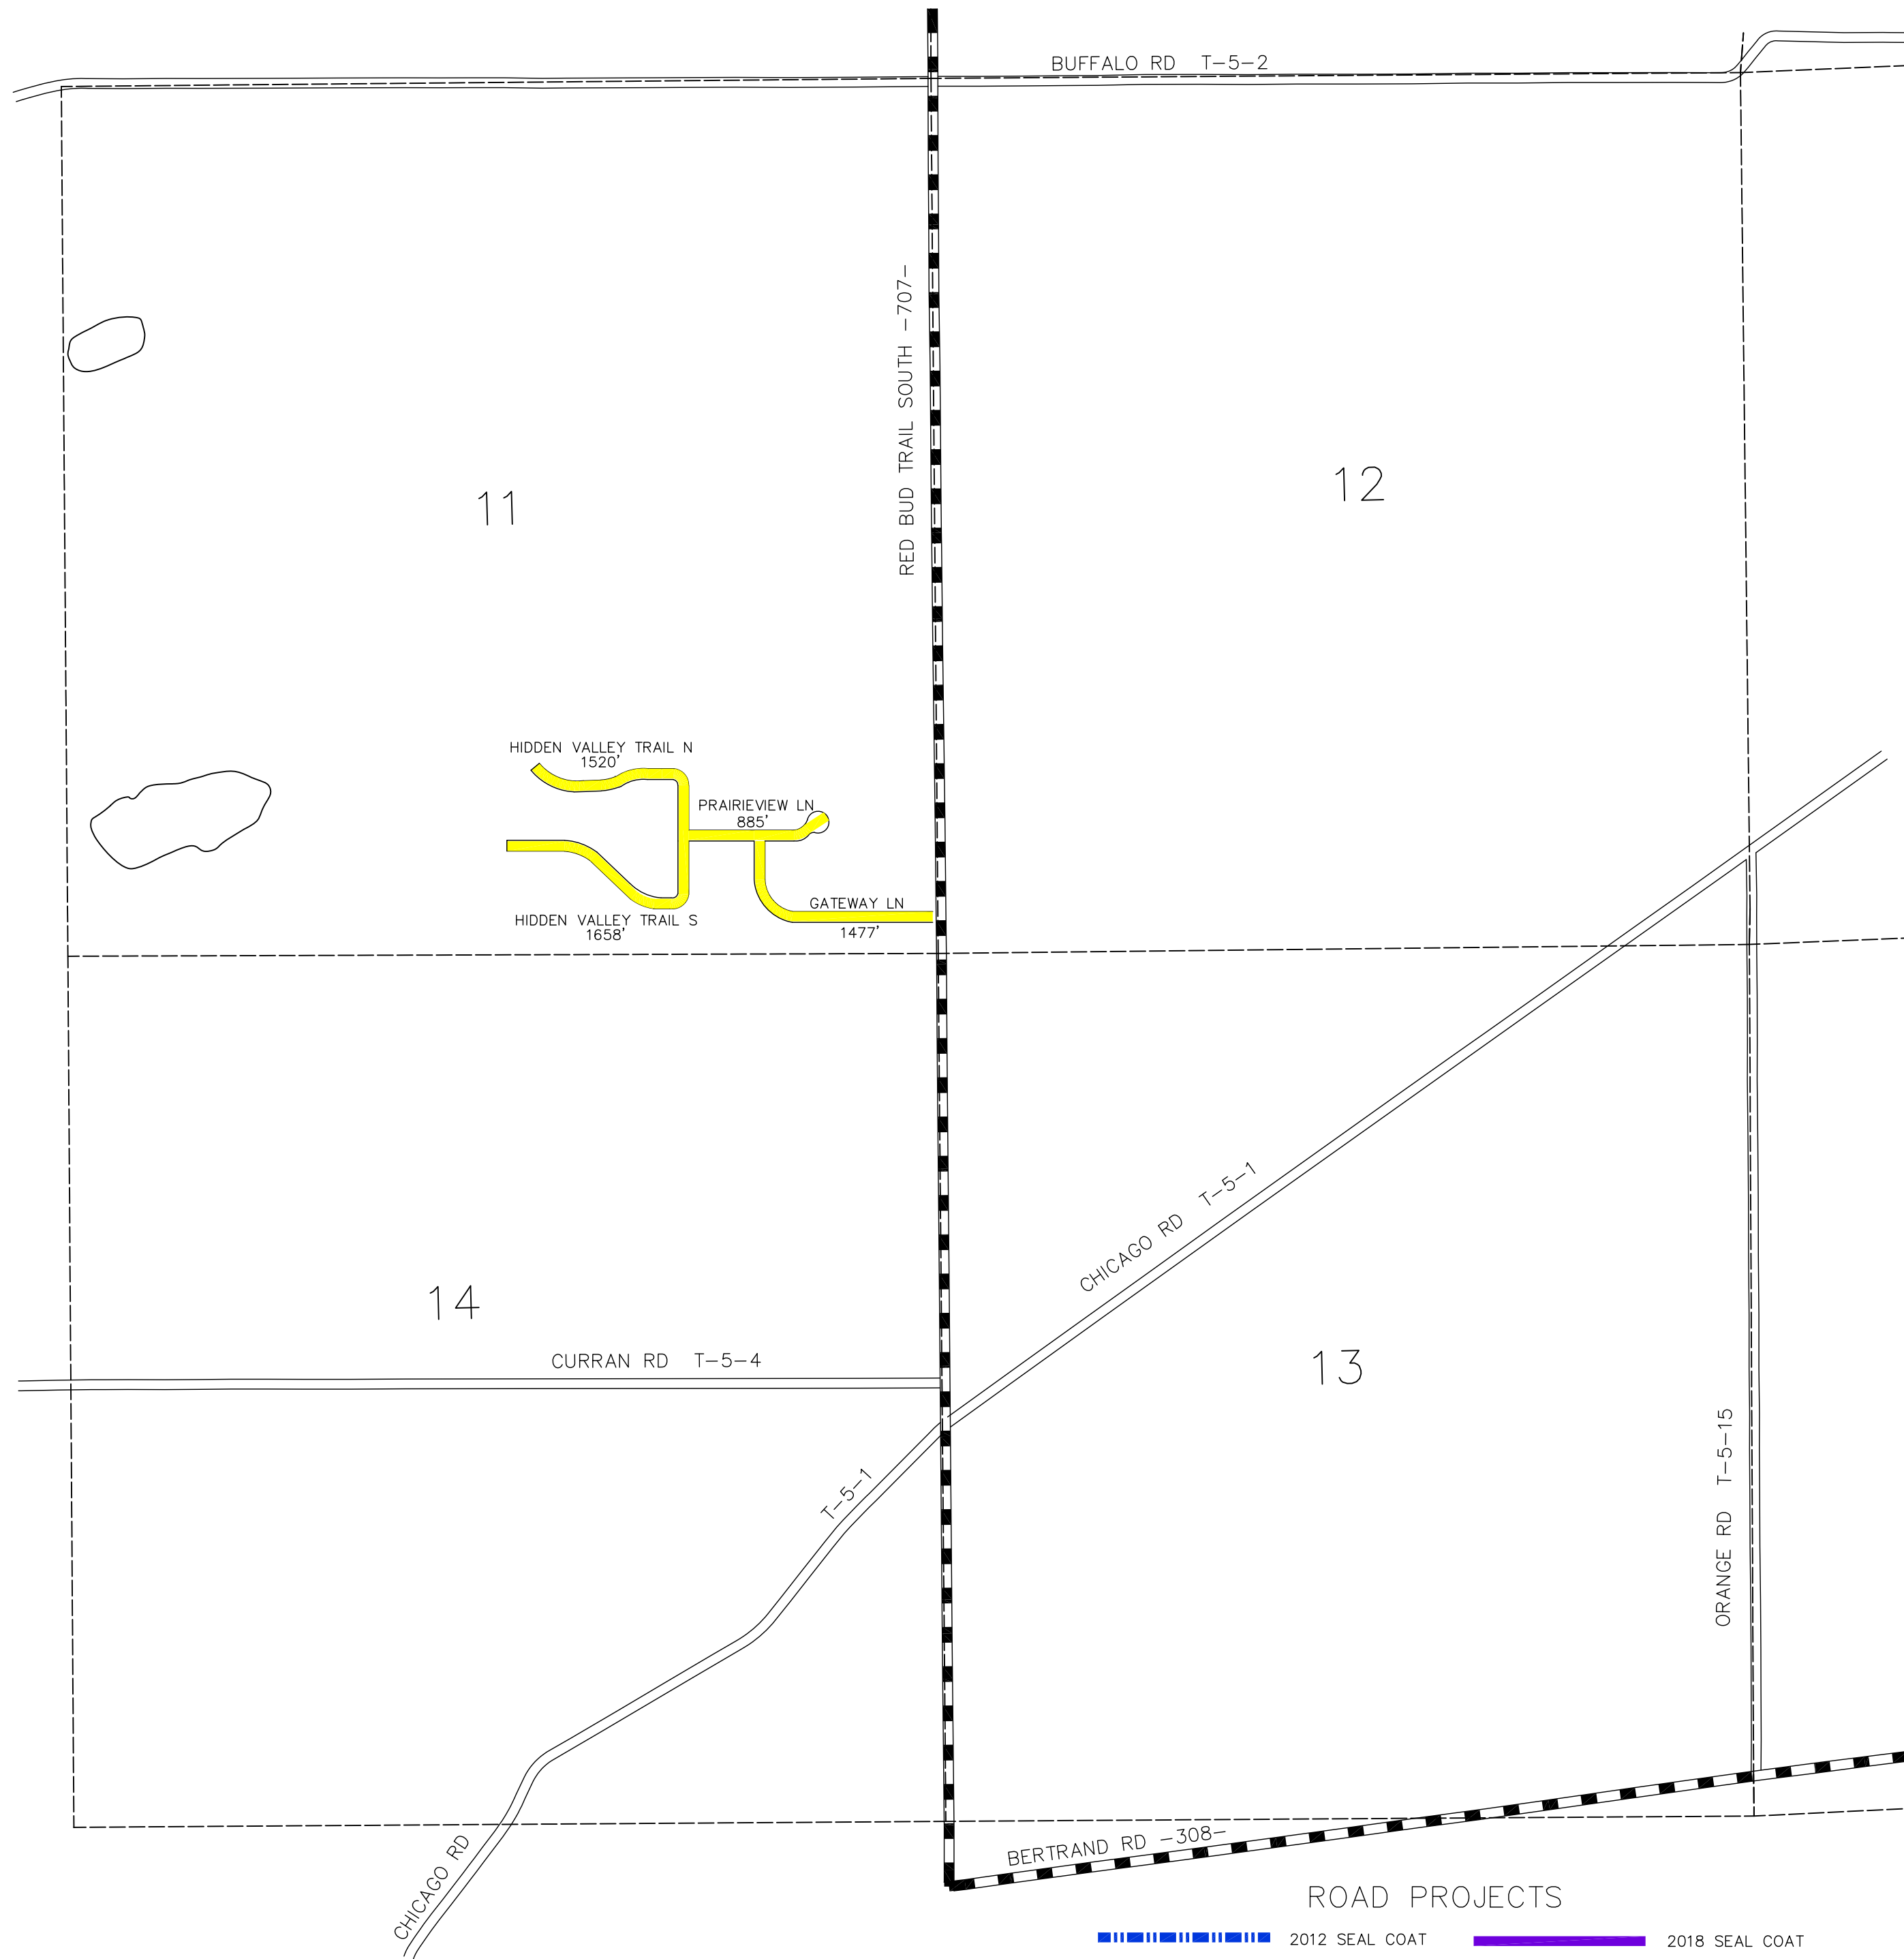 BUFFALO RD T-5-2
RED BUD TRAIL SOUTH -707-
11
12
HIDDEN VALLEY TRAIL N
1520'
PRAIRIEVIEW LN
885'
GATEWAY LN
1477'
HIDDEN VALLEY TRAIL S
1658'
CHICAGO RD T-5-1
14
CURRAN RD T-5-4
13
T-5-1
ORANGE RD T-5-15
CHICAGO RD
BERTRAND RD -308-
ROAD PROJECTS
2012 SEAL COAT
2018 SEAL COAT